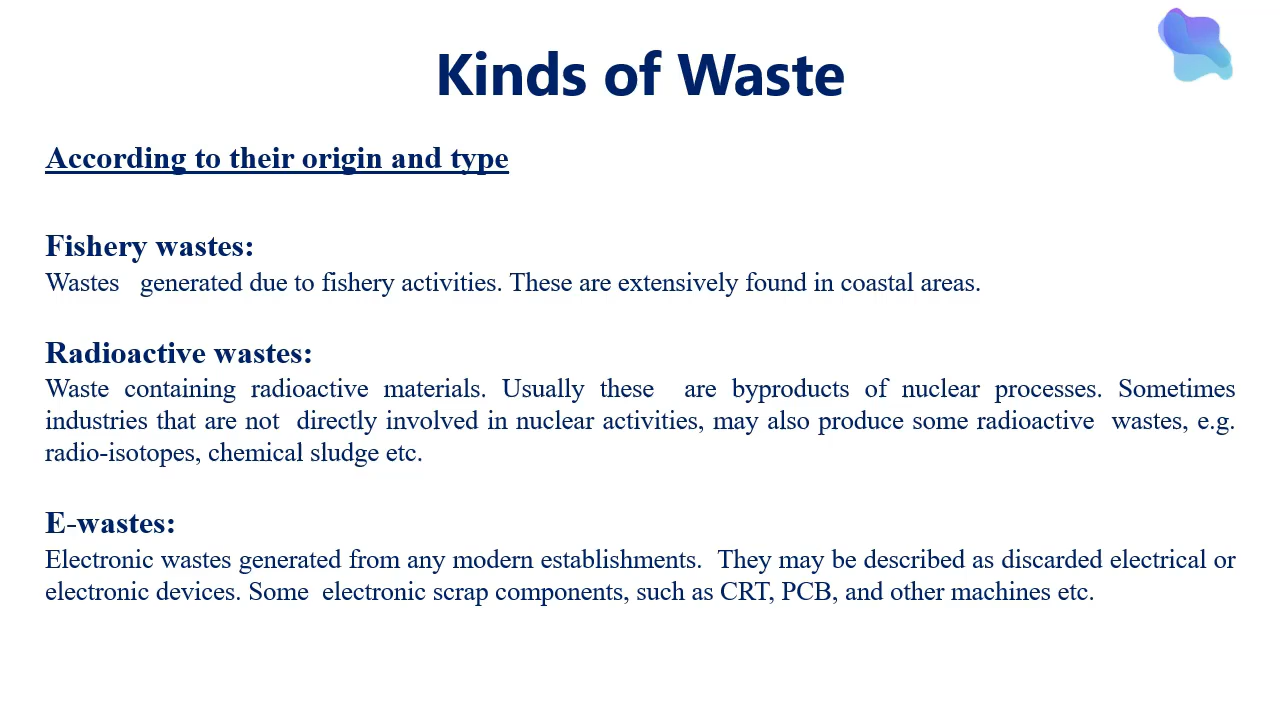 Kinds of Waste
According to their origin and type
Fishery wastes:
Wastes generated due to fishery activities. These are extensively found in coastal areas.
Radioactive wastes:
Waste containing radioactive materials. Usually these are byproducts of nuclear processes. Sometimes
industries that are not directly involved in nuclear activities, may also produce some radioactive wastes, e.g.
radio-isotopes, chemical sludge etc.
E-wastes:
Electronic wastes generated from any modern establishments. They may be described as discarded electrical or
electronic devices. Some electronic scrap components, such as CRT, PCB, and other machines etc.